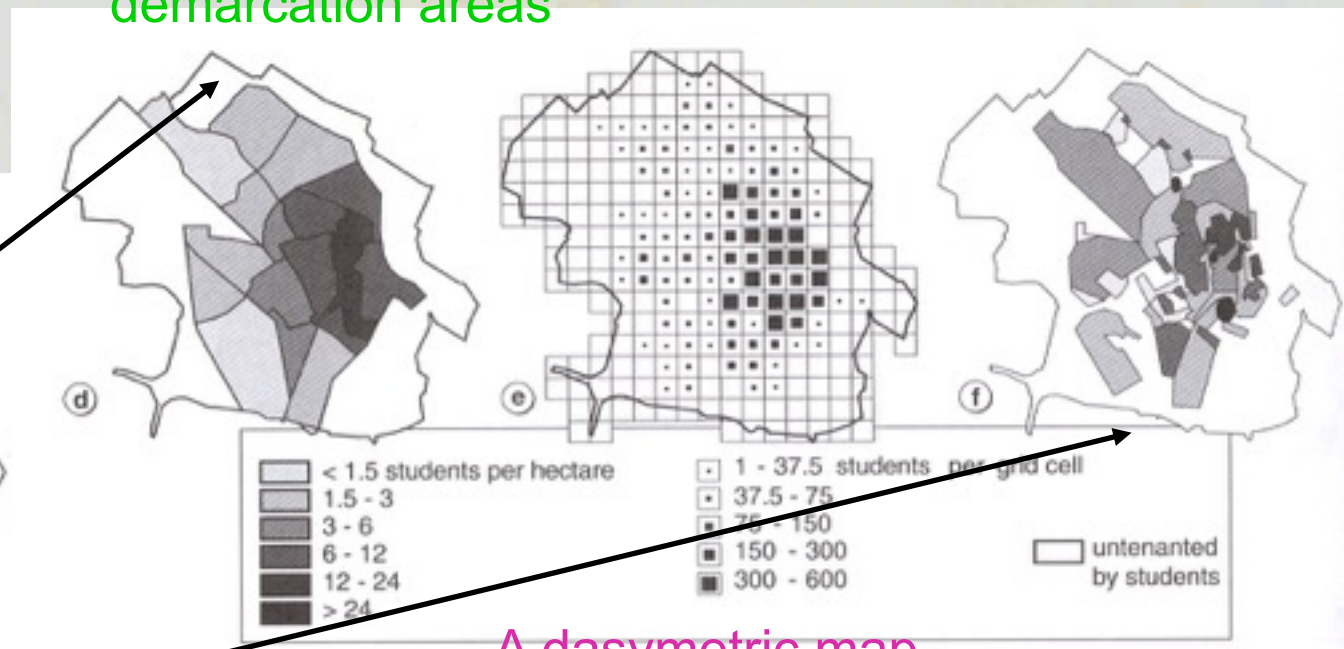 demarcation areas
d
e
f
< 1.5 students per hectare
1.5 - 3
3 - 6
6 - 12
12 - 24
> 24
1 - 37.5 students per grid cell
37.5 - 75
75 - 150
150 - 300
300 - 600
untenanted
by students
A dasymetric map